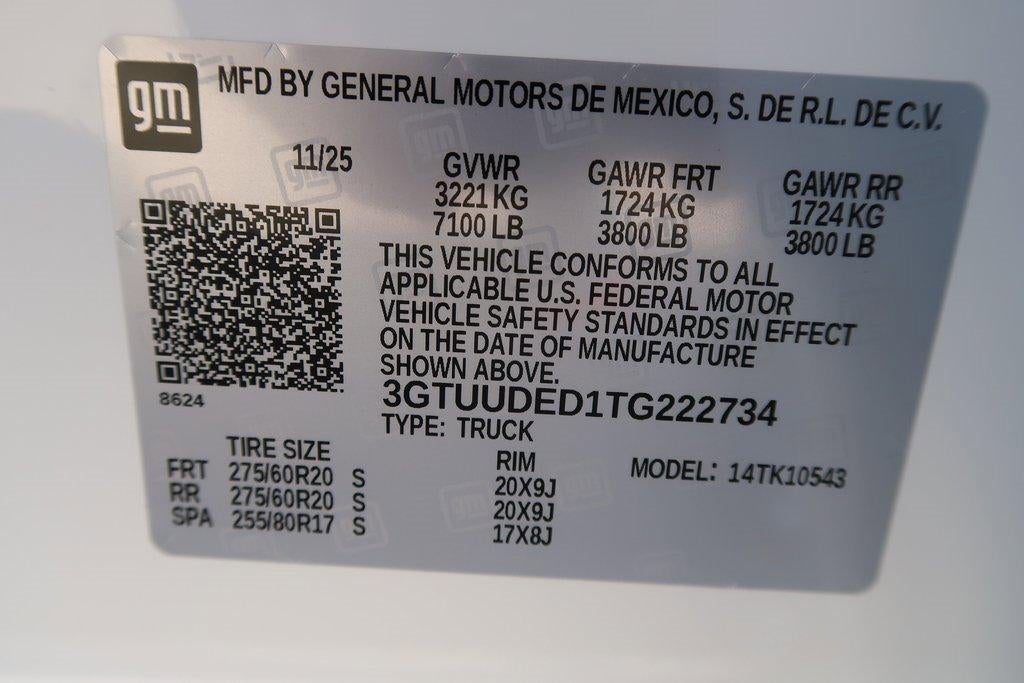 gm
MFD BY GENERAL MOTORS DE MEXICO, S. DE R.L. DE C.V.
11/25
GVWR GAWR FRT GAWR RR
3221 KG 1724 KG 1724 KG
7100 LB 3800 LB 3800 LB
THIS VEHICLE CONFORMS TO ALL
APPLICABLE U.S. FEDERAL MOTOR
VEHICLE SAFETY STANDARDS IN EFFECT
ON THE DATE OF MANUFACTURE
SHOWN ABOVE.
8624
3GTUUDED1TG222734
TYPE: TRUCK
TIRE SIZE RIM MODEL: 14TK10543
FRT 275/60R20 S 20X9J
RR 275/60R20 S 20X9J
SPA 255/80R17 S 17X8J